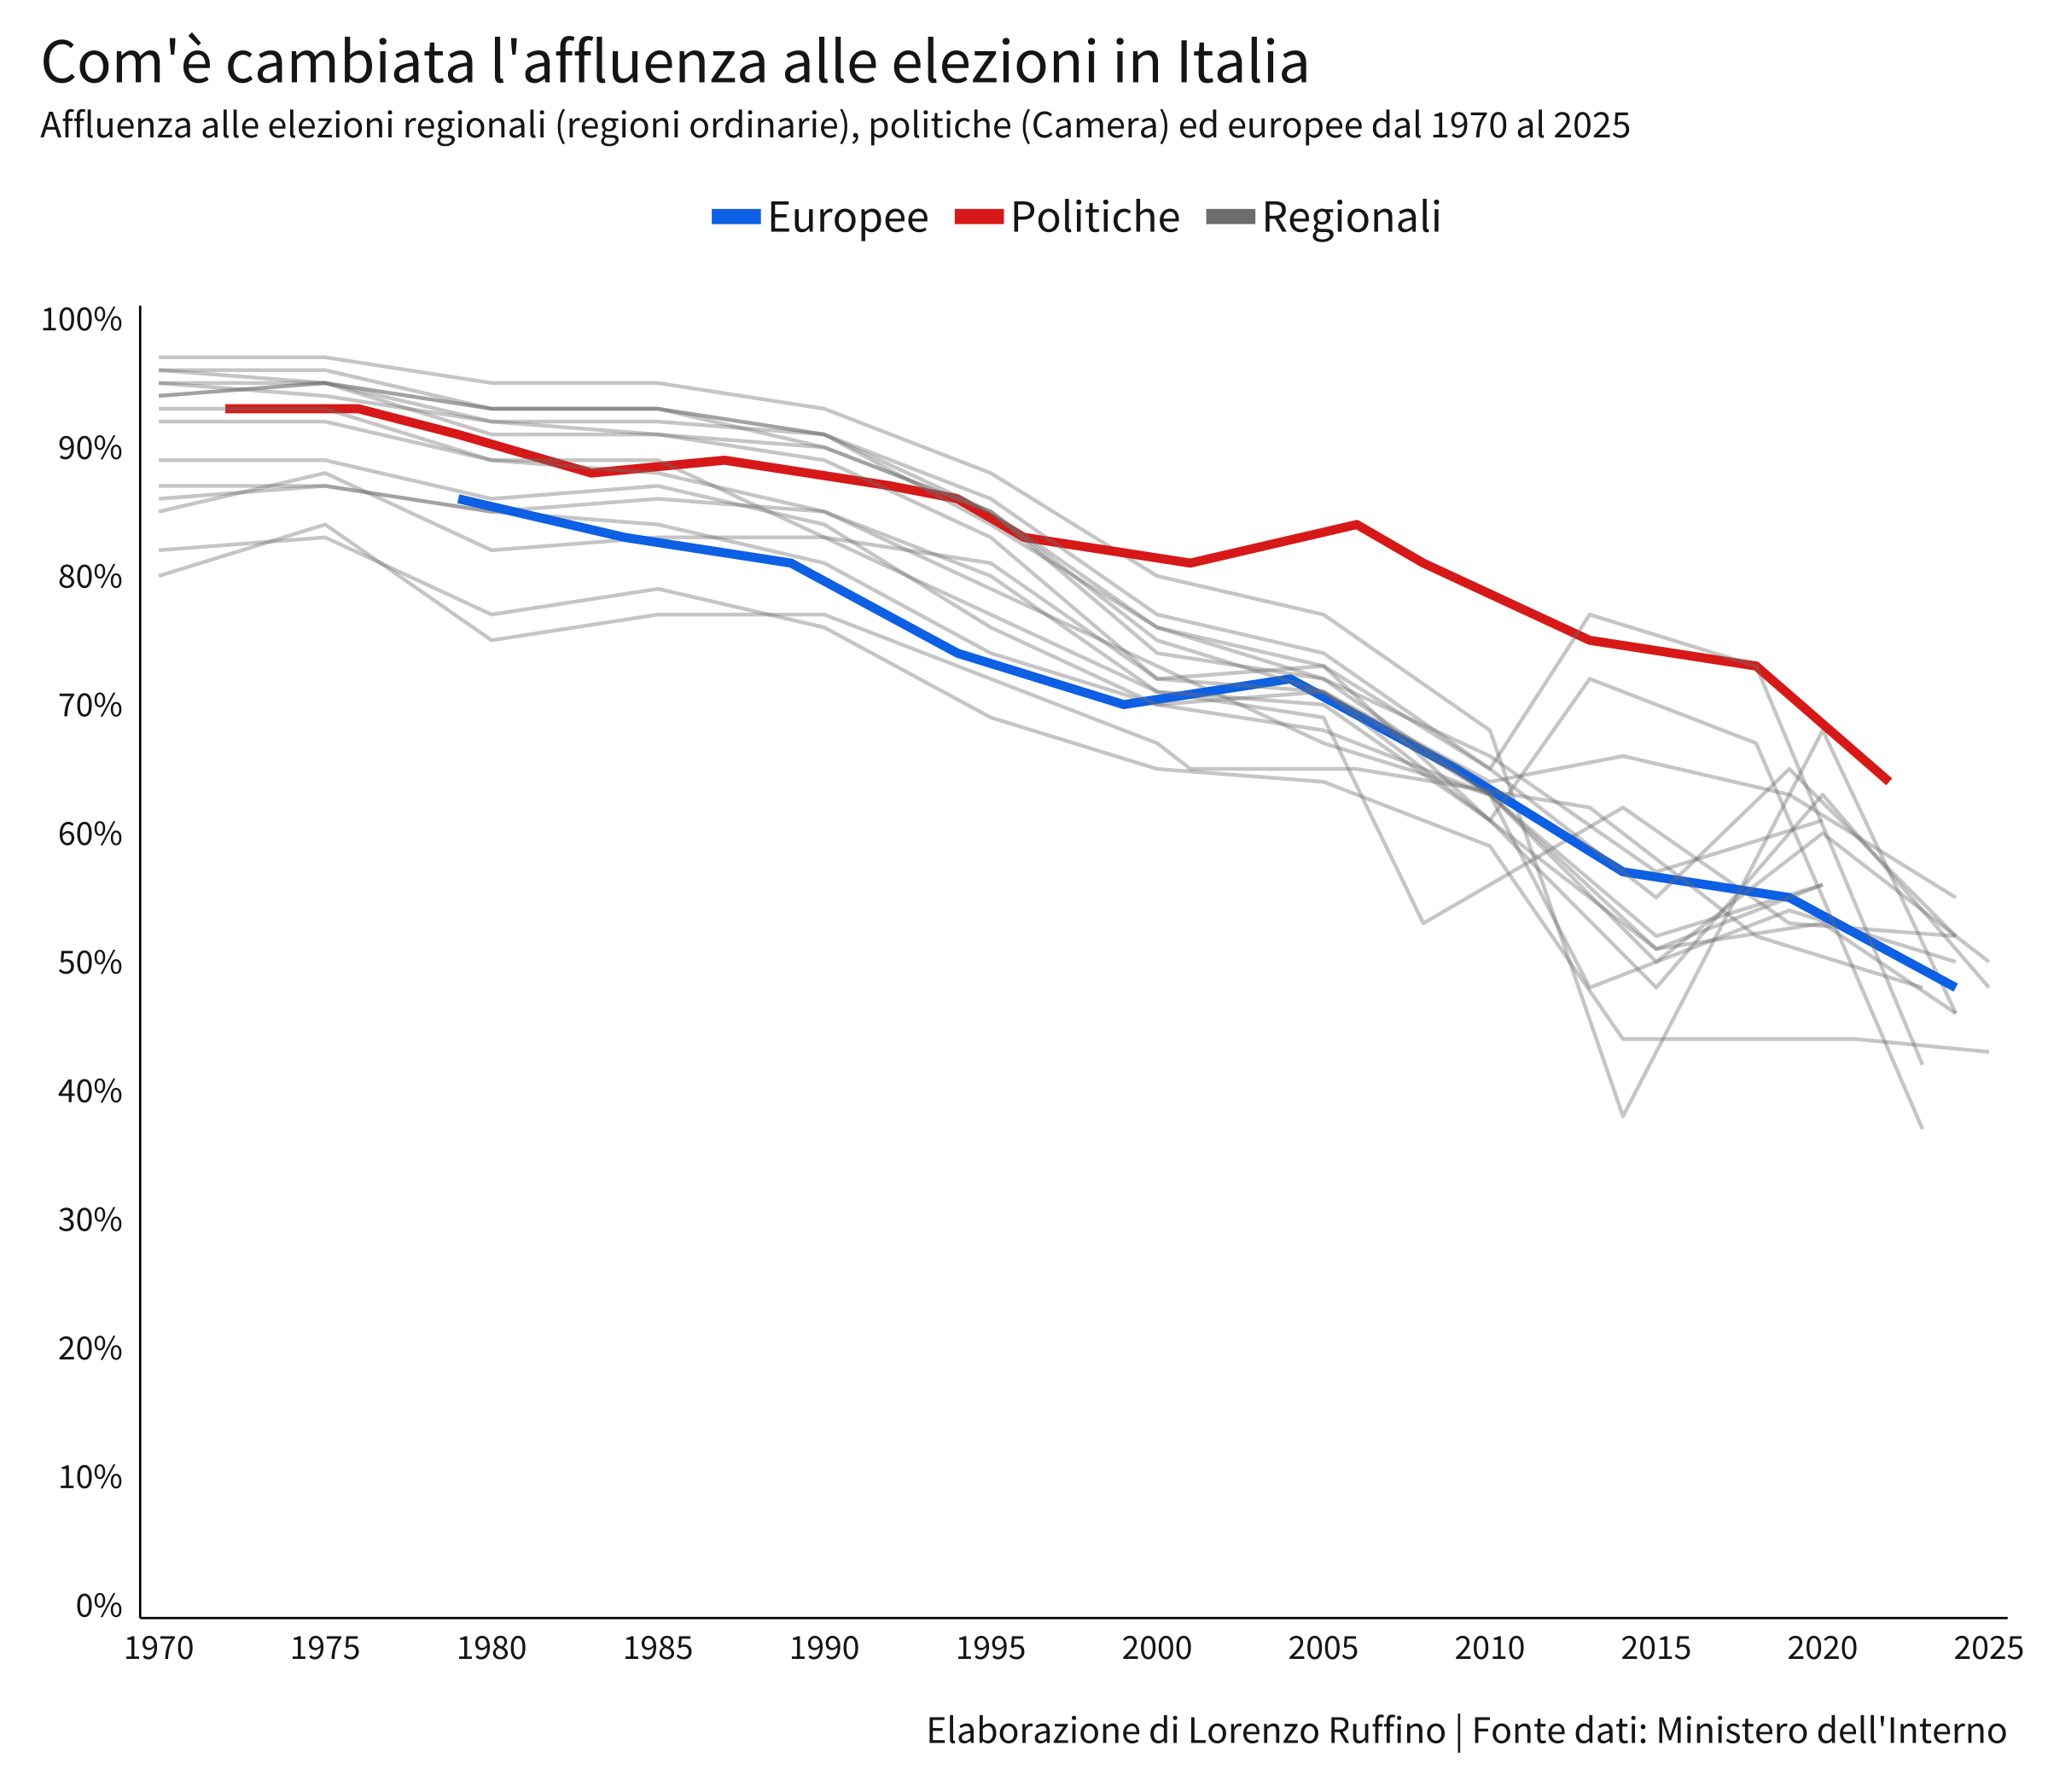 Com'è cambiata l'affluenza alle elezioni in Italia
Affluenza alle elezioni regionali (regioni ordinarie), politiche (Camera) ed europee dal 1970 al 2025
Europee Politiche Regionali
100%
90%
80%
70%
60%
50%
40%
30%
20%
10%
0%
1970 1975 1980 1985 1990 1995 2000 2005 2010 2015 2020 2025
Elaborazione di Lorenzo Ruffino | Fonte dati: Ministero dell'Interno